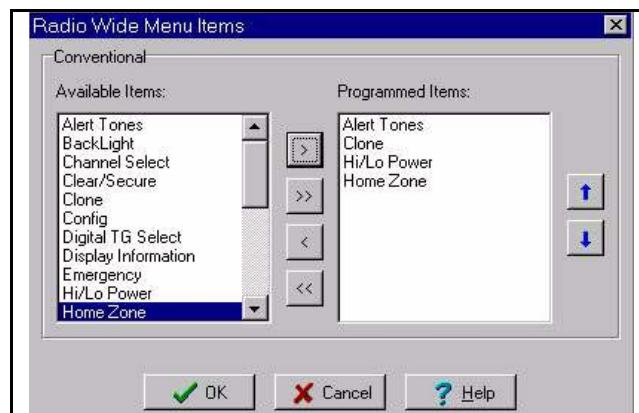 Radio Wide Menu Items
Conventional
Available Items:
Alert Tones
BackLight
Channel Select
Clear/Secure
Clone
Config
Digital TG Select
Display Information
Emergency
Hi/Lo Power
Home Zone
>
>>
<
<<
Programmed Items:
Alert Tones
Clone
Hi/Lo Power
Home Zone
OK
Cancel
? Help